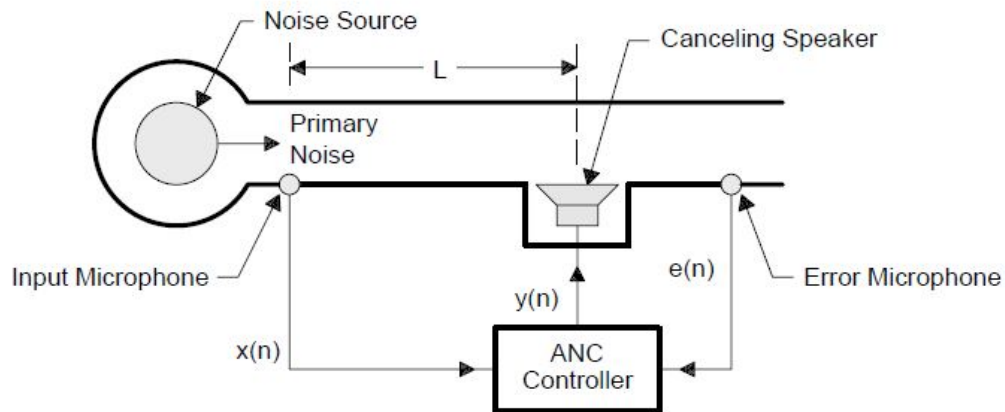 Noise Source
Canceling Speaker
L
Primary
Noise
Input Microphone
y(n)
e(n)
Error Microphone
x(n)
ANC
Controller